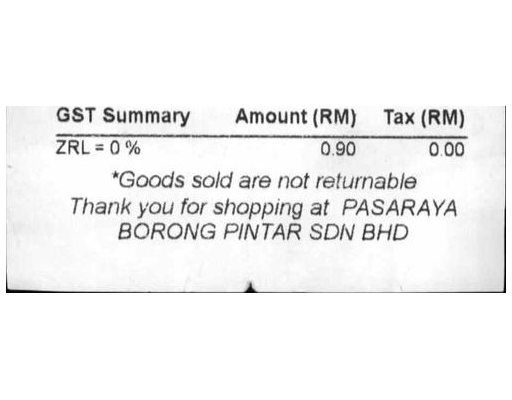 GST Summary Amount (RM) Tax (RM)
ZRL = 0 % 0.90 0.00
*Goods sold are not returnable
Thank you for shopping at PASARAYA
BORONG PINTAR SDN BHD